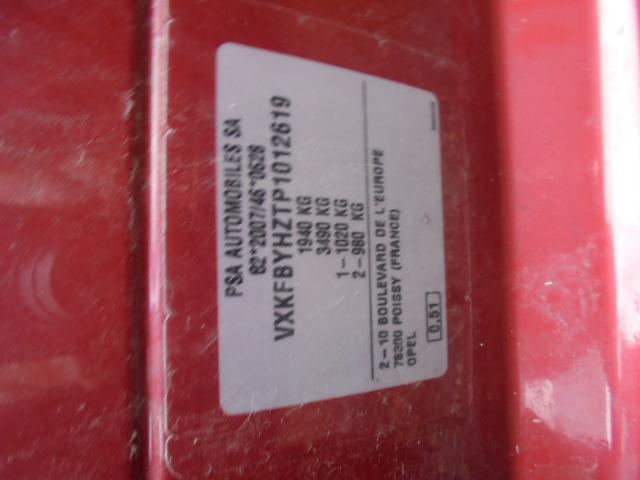 PSA AUTOMOBILES SA
82*2007/46*0628
VXKFBYHZTP1012619
1940 KG
3490 KG
1-1020 KG
2-980 KG
2-10 BOULEVARD DE L'EUROPE
78300 POISSY (FRANCE)
OPEL
0.51